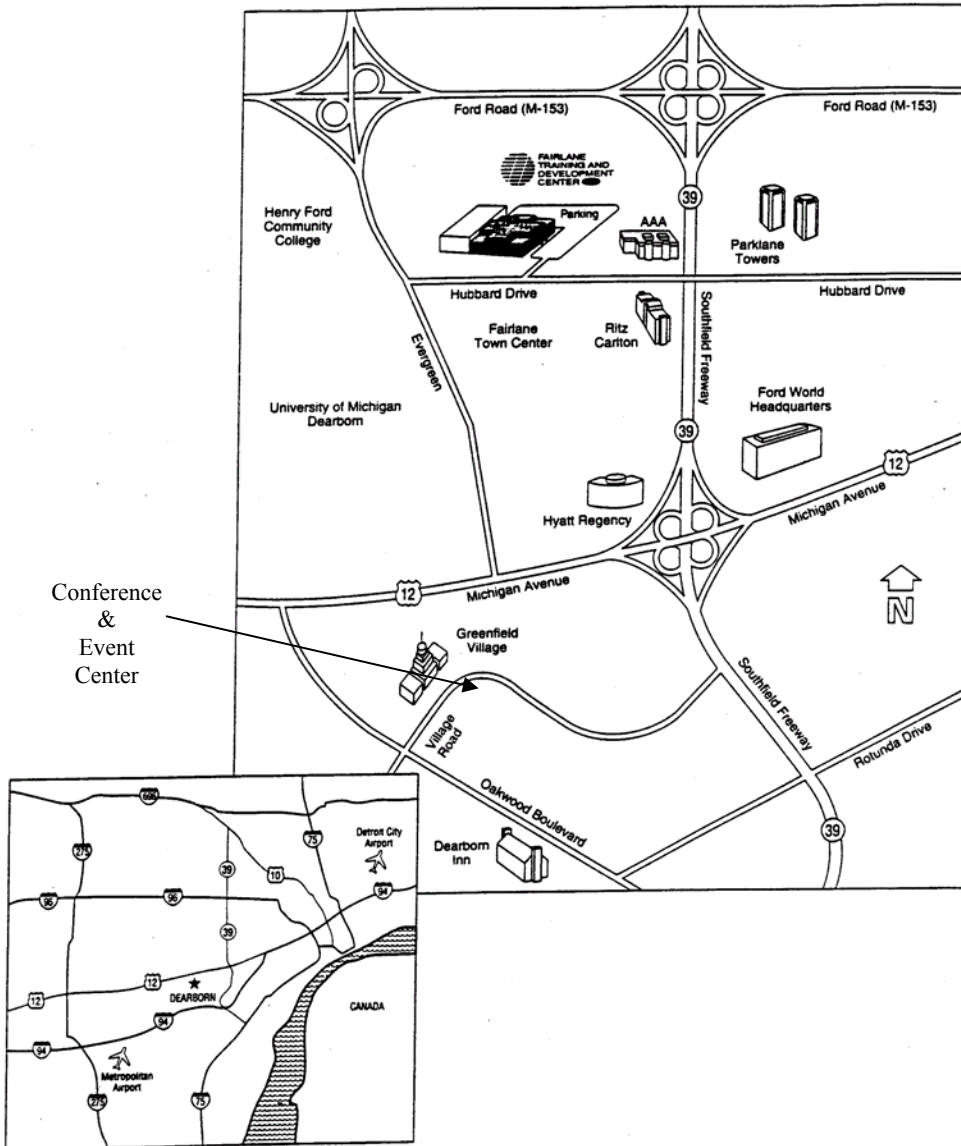 Ford Road (M-153)
Ford Road (M-153)
FAIRLANE
TRAINING AND
DEVELOPMENT
CENTER
39
Henry Ford
Community
College
Parking
AAA
Parklane
Towers
Hubbard Drive
Hubbard Drive
Evergreen
Fairlane
Town Center
Ritz
Carlton
Southfield Freeway
University of Michigan
Dearborn
Ford World
Headquarters
39
12
Michigan Avenue
Hyatt Regency
Michigan Avenue
12
N
Conference
&
Event
Center
Greenfield
Village
Southfield Freeway
Village
Road
Rotunda Drive
Oakwood Boulevard
Dearborn
Inn
39
696
275
75
Detroit City
Airport
39
10
94
96
96
39
12
12
DEARBORN
CANADA
94
94
Metropolitan
Airport
275
75